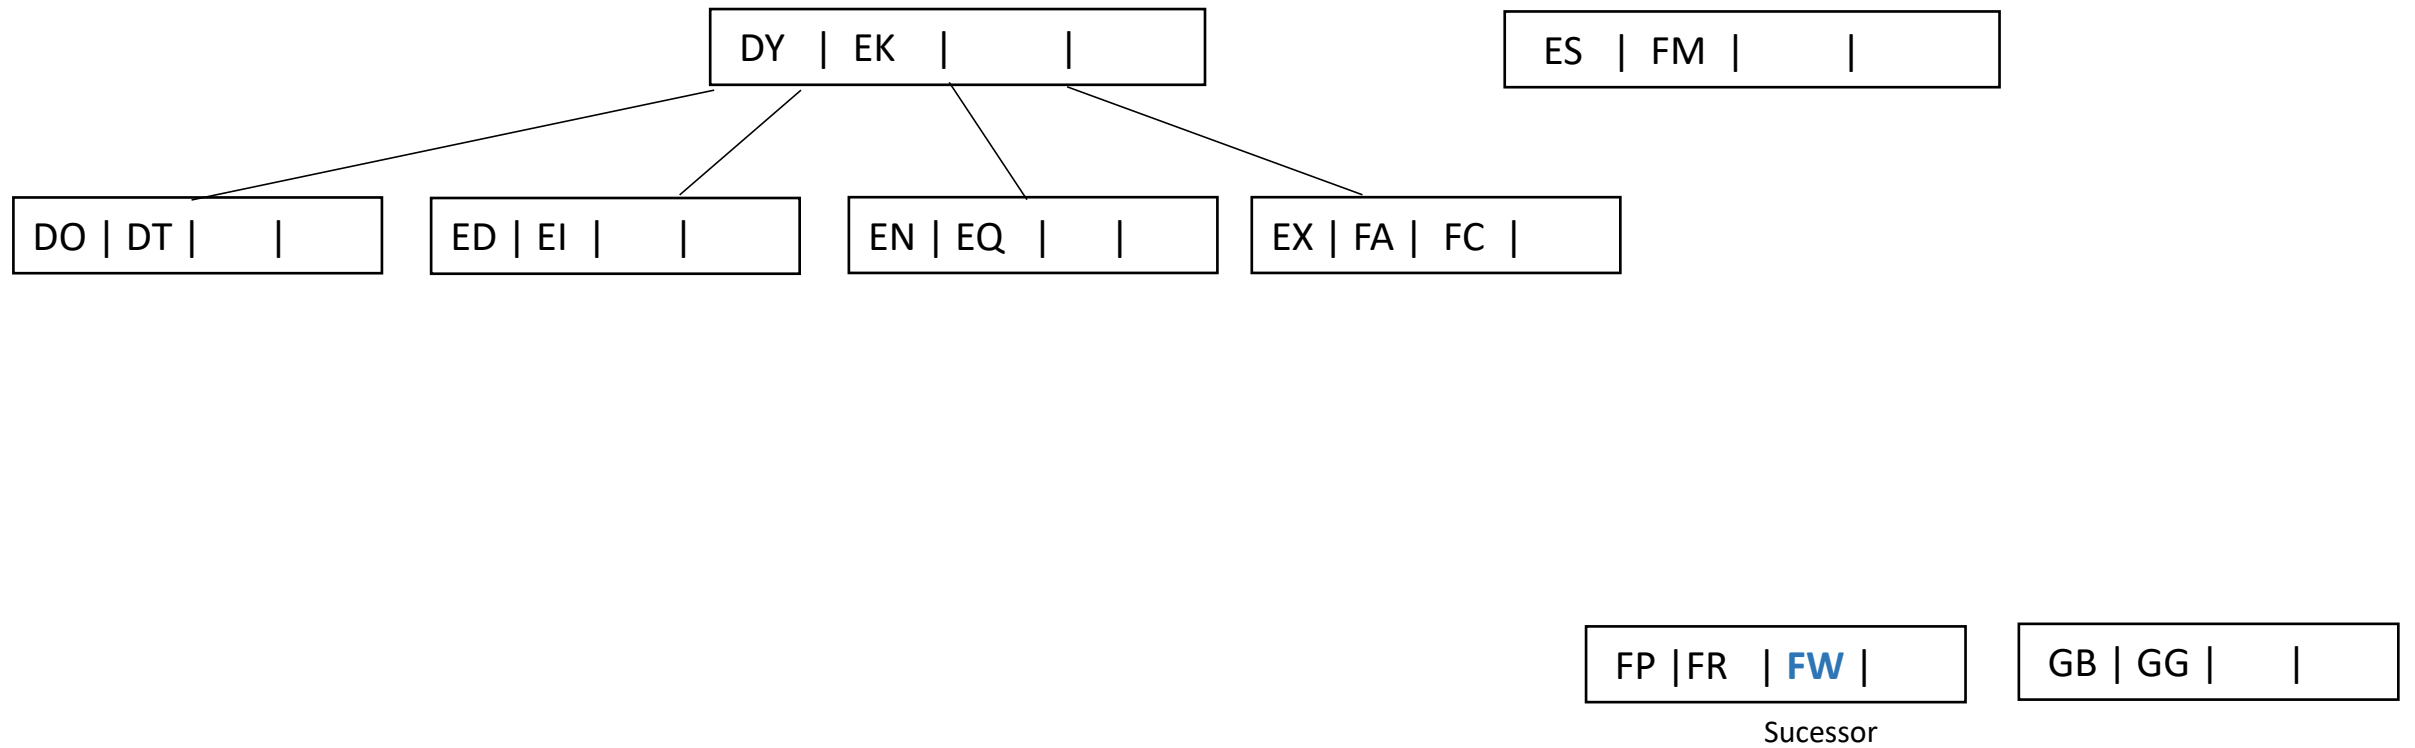 DY | EK | |
ES | FM | |
DO | DT | |
ED | EI | |
EN | EQ | |
EX | FA | FC |
FP |FR | FW |
GB | GG | |
Sucessor